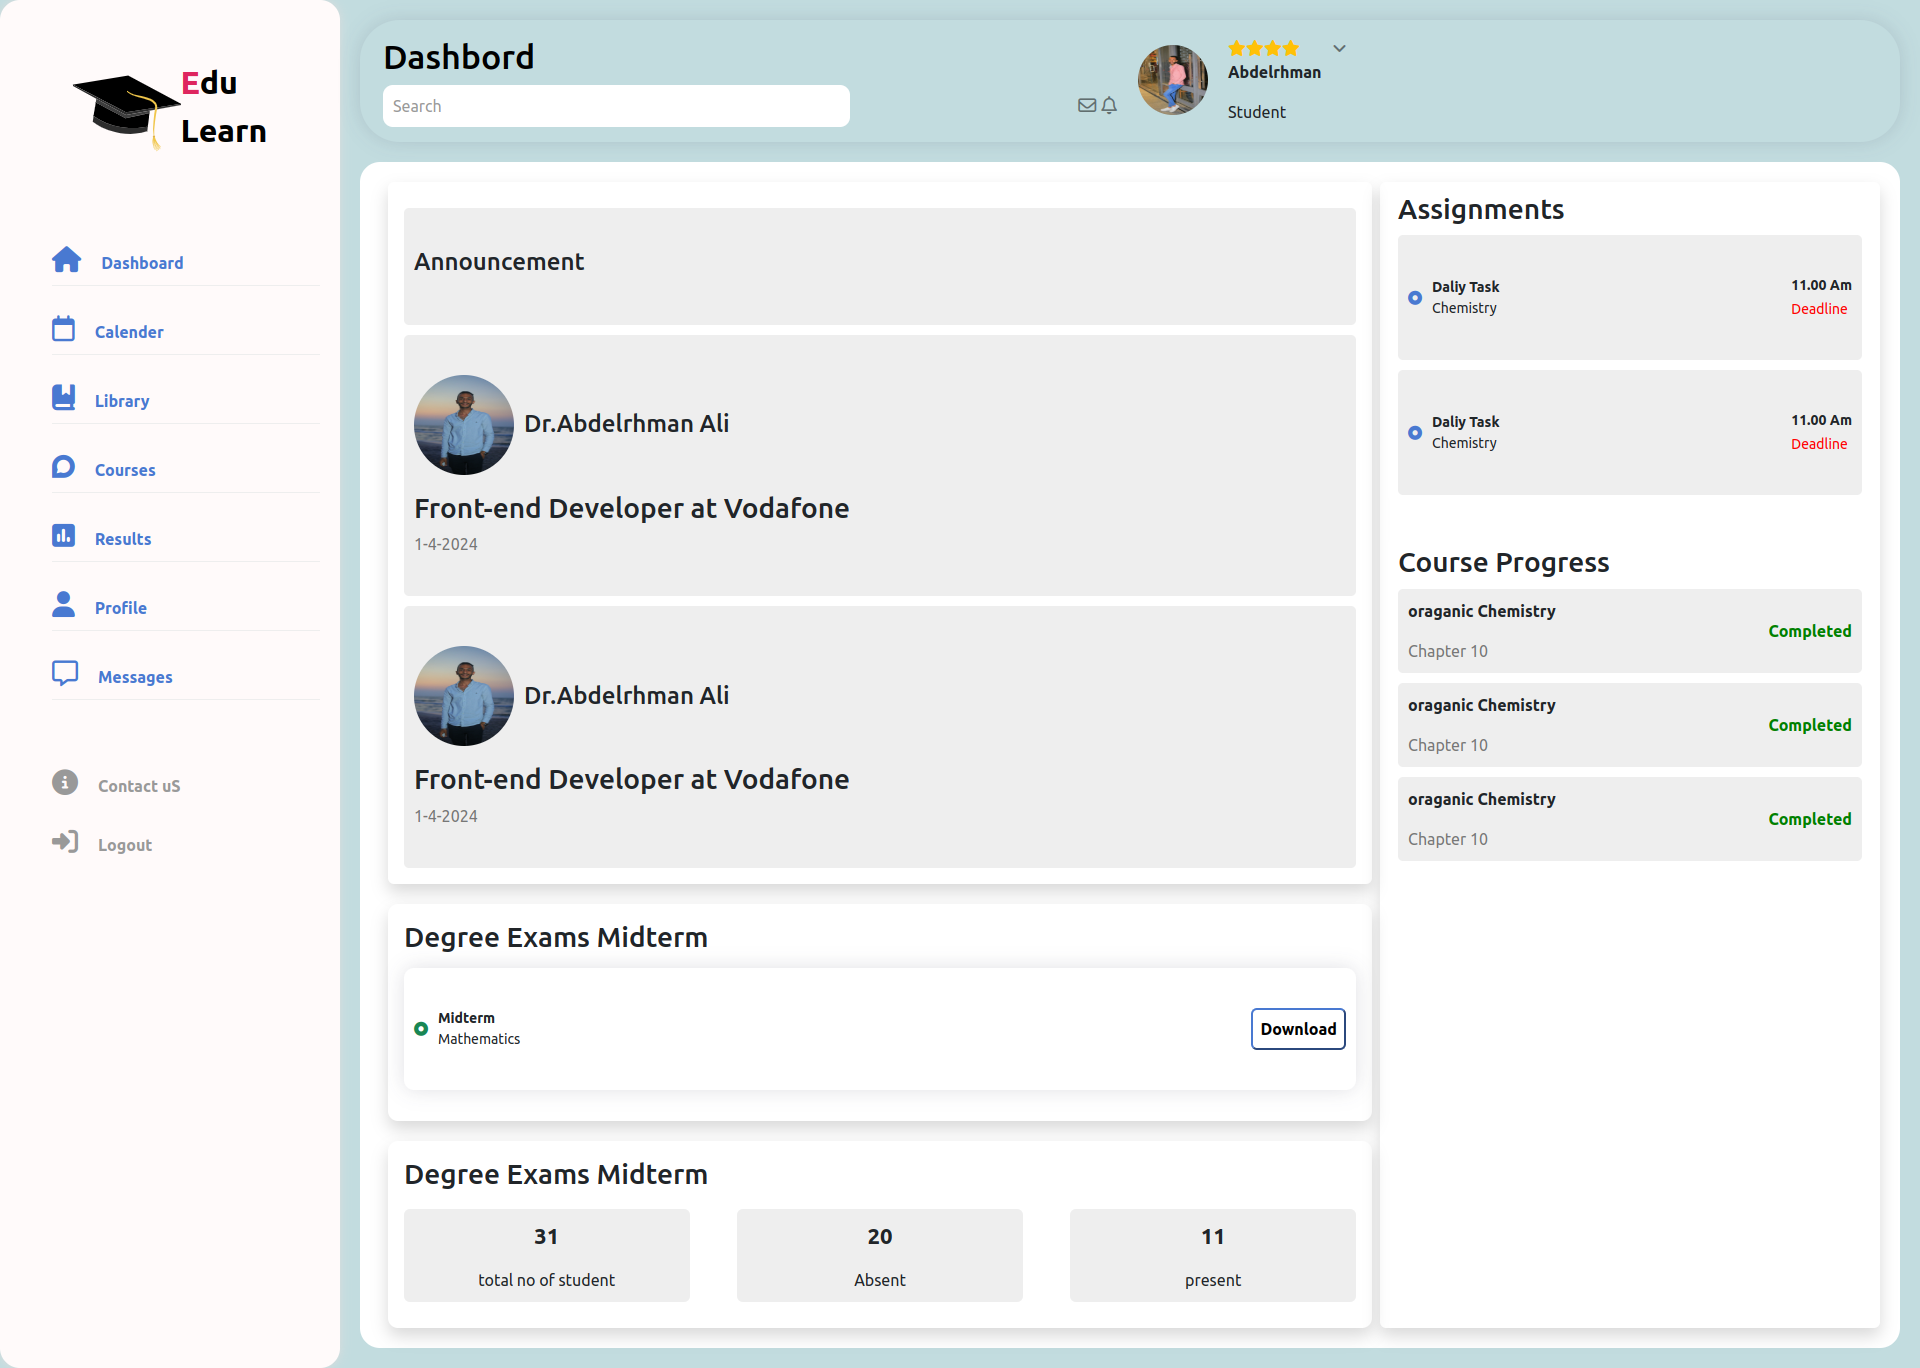 Edu
Learn
Dashboard
Calender
Library
Courses
Results
Profile
Messages
Contact uS
Logout
Dashbord
Search
Abdelrhman
Student
Announcement
Dr.Abdelrhman Ali
Front-end Developer at Vodafone
1-4-2024
Dr.Abdelrhman Ali
Front-end Developer at Vodafone
1-4-2024
Degree Exams Midterm
Midterm
Mathematics
Download
Degree Exams Midterm
31
total no of student
20
Absent
11
present
Assignments
Daliy Task
Chemistry
11.00 Am
Deadline
Daliy Task
Chemistry
11.00 Am
Deadline
Course Progress
oraganic Chemistry
Chapter 10
Completed
oraganic Chemistry
Chapter 10
Completed
oraganic Chemistry
Chapter 10
Completed